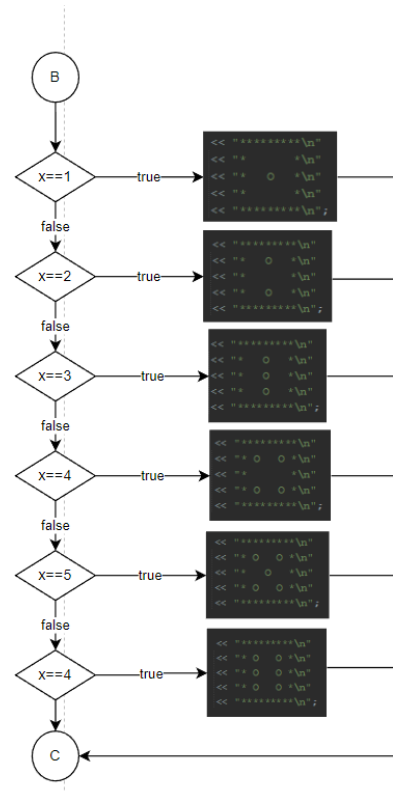 B
x==1
true
<< "*********\n"
<< "*       *\n"
<< "*   O   *\n"
<< "*       *\n"
<< "*********\n";
false
x==2
true
<< "*********\n"
<< "*   O   *\n"
<< "*       *\n"
<< "*   O   *\n"
<< "*********\n";
false
x==3
true
<< "*********\n"
<< "*   O   *\n"
<< "*   O   *\n"
<< "*   O   *\n"
<< "*********\n";
false
x==4
true
<< "*********\n"
<< "* O   O *\n"
<< "*       *\n"
<< "* O   O *\n"
<< "*********\n";
false
x==5
true
<< "*********\n"
<< "* O   O *\n"
<< "*   O   *\n"
<< "* O   O *\n"
<< "*********\n";
false
x==4
true
<< "*********\n"
<< "* O   O *\n"
<< "* O   O *\n"
<< "* O   O *\n"
<< "*********\n";
C